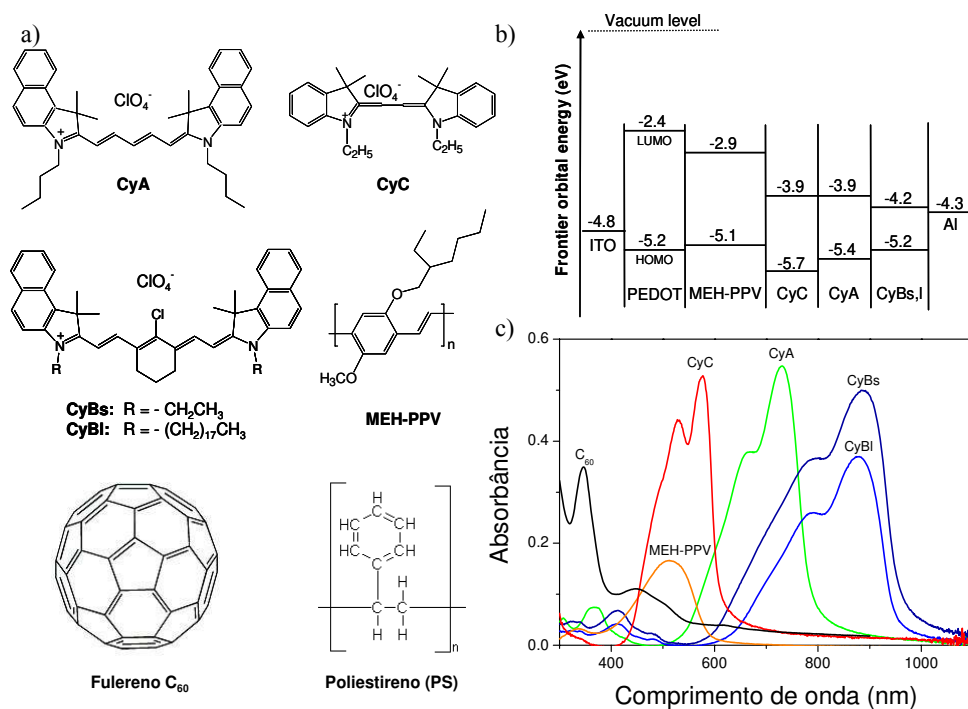 a)
ClO4-
N+
N
CyA
ClO4-
N+
N
C2H5
C2H5
CyC
ClO4-
Cl
N+
N
R
R
CyBs: R = - CH2CH3
CyBl: R = - (CH2)17CH3
O
H3CO
n
MEH-PPV
Fulereno C60
H
C
HC
CH
HC
CH
C
H
H
C
C
H
H
n
Poliestireno (PS)
b)
Vacuum level
Frontier orbital energy (eV)
-4.8
ITO
-2.4
LUMO
-5.2
HOMO
PEDOT
-2.9
-5.1
MEH-PPV
-3.9
-5.7
CyC
-3.9
-5.4
CyA
-4.2
-5.2
CyBs,l
-4.3
Al
c)
0.6
0.4
0.2
0.0
Absorbância
C60
MEH-PPV
CyC
CyA
CyBs
CyBl
400 600 800 1000
Comprimento de onda (nm)